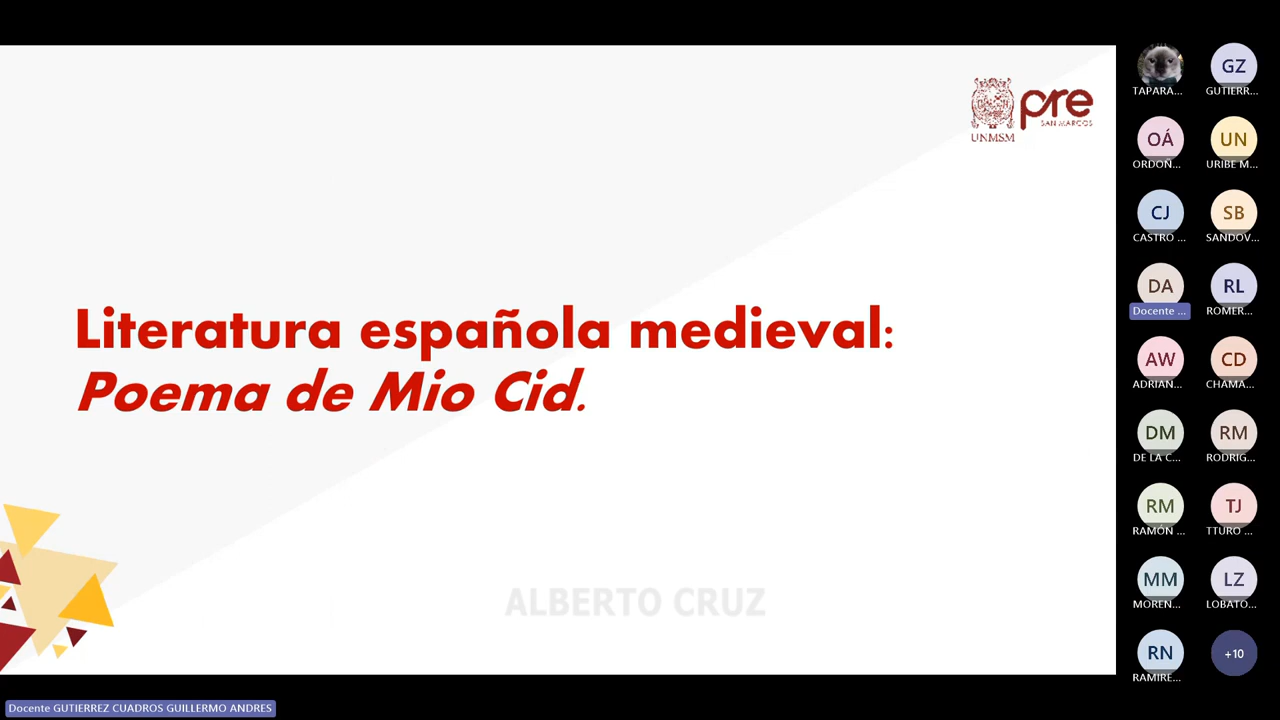 UNMSM
pre
SAN MARCOS
Literatura española medieval:
Poema de Mio Cid.
ALBERTO CRUZ
Docente GUTIERREZ CUADROS GUILLERMO ANDRES
TAPARA...
GZ
GUTIERR...
OÁ
ORDOÑ...
UN
URIBE M...
CJ
CASTRO ...
SB
SANDOV...
DA
Docente ...
RL
ROMER...
AW
ADRIAN...
CD
CHAMA...
DM
DE LA C...
RM
RODRIG...
RM
RAMÓN ...
TJ
TTURO ...
MM
MOREN...
LZ
LOBATO...
RN
RAMIRE...
+10